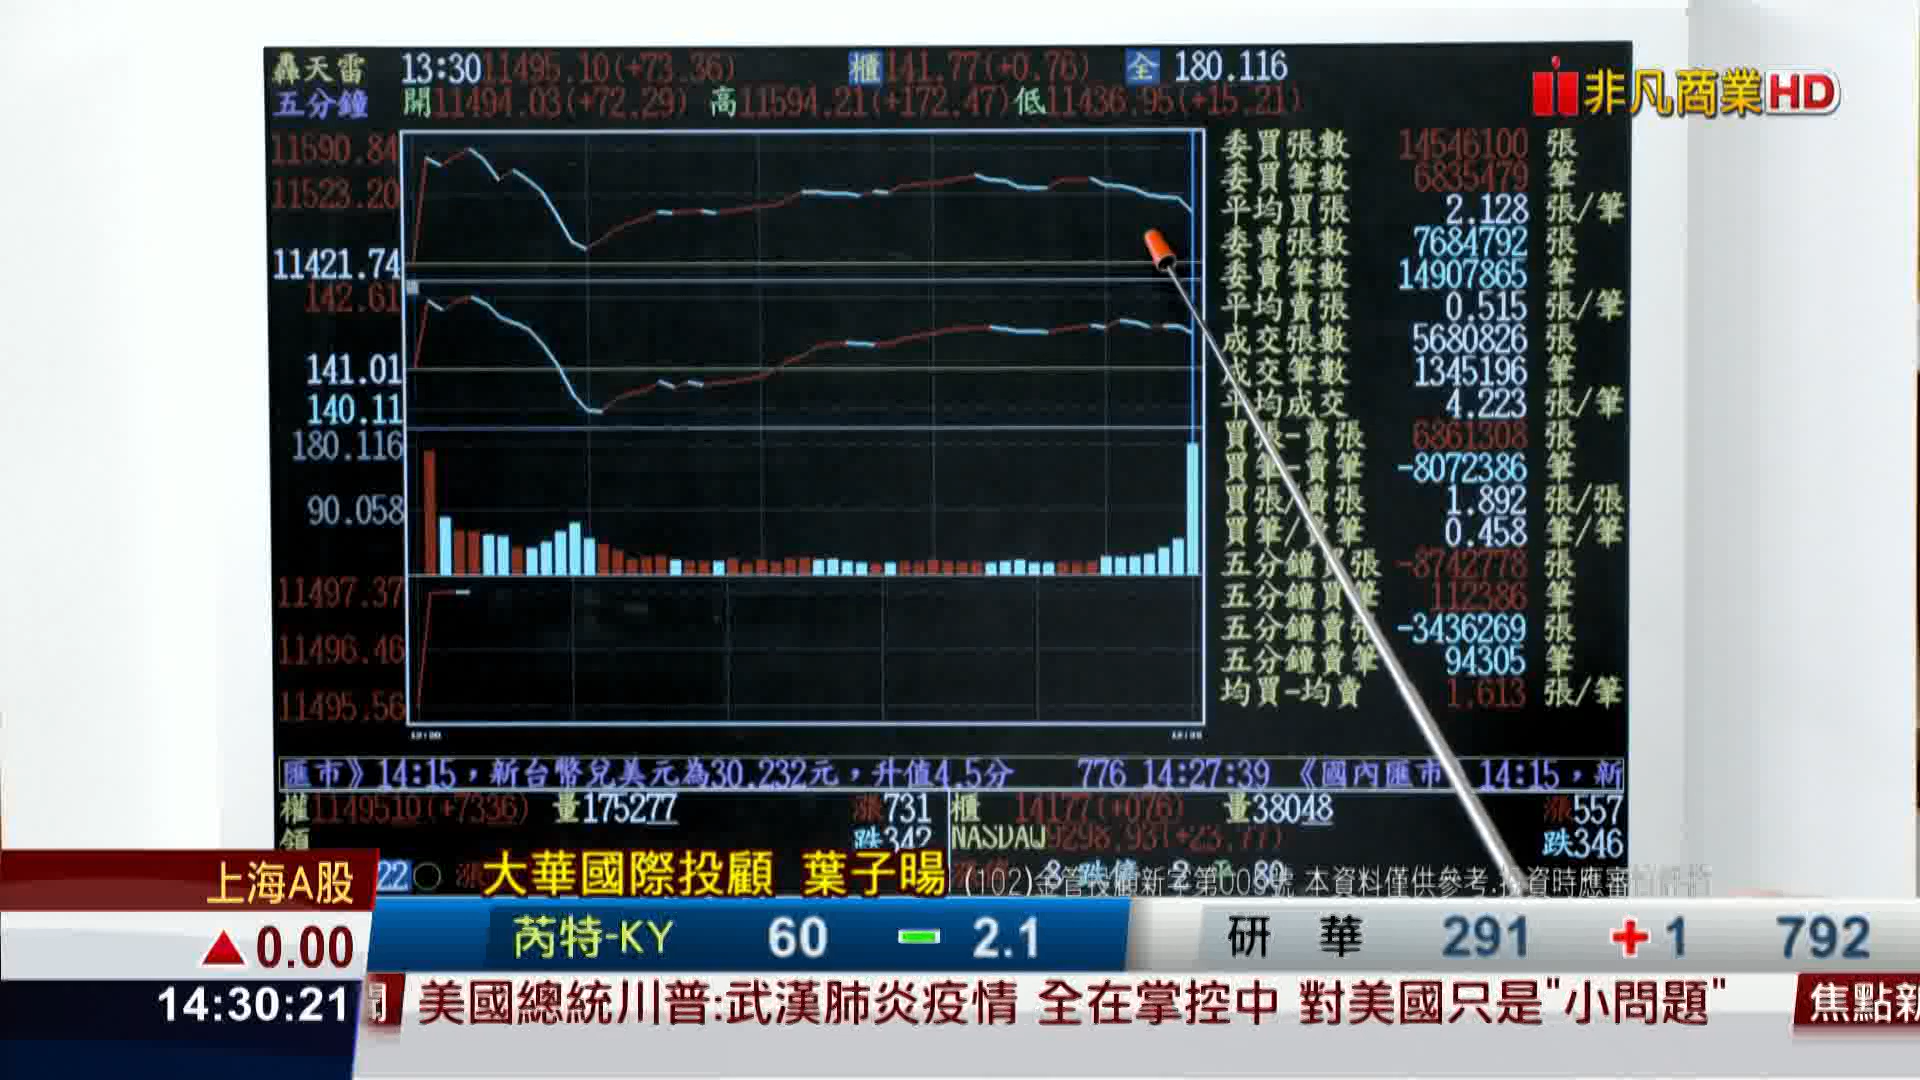 轟天雷 13:30 11495.10(+73.36) 櫃 141.77(+0.76) 全 180.116
五分鐘 開11494.03(+72.29) 高11594.21(+172.47) 低11436.95(+15.21)
非凡商業HD
11590.84
11523.20
11421.74
142.61
141.01
140.11
180.116
90.058
11497.37
11496.46
11495.56
委買張數 14546100 張
委買筆數 6835479 筆
平均買張 2.128 張/筆
委賣張數 7684792 張
委賣筆數 14907865 筆
平均賣張 0.515 張/筆
成交張數 5680826 張
成交筆數 1345196 筆
平均成交 4.223 張/筆
買張-賣張 6861308 張
買筆-賣筆 -8072386 筆
買張/賣張 1.892 張/張
買筆/賣筆 0.458 筆/筆
五分鐘買張 -8742778 張
五分鐘買筆 112386 筆
五分鐘賣張 -3436269 張
五分鐘賣筆 94305 筆
均買-均賣 1.613 張/筆
匯市》14:15，新台幣兌美元為30.232元，升值4.5分 776 14:27:39 《國內匯市 14:15，新
權1149510(+7336) 量175277 漲731 櫃 14177(+076) 量38048 漲557
跌342 NASDAQ 9298.93(+23.77) 跌346
大華國際投顧 葉子暘
本資料僅供參考.投資時應審
上海A股
▲0.00
14:30:21
芮特-KY 60 2.1 研華 291 +1 792
美國總統川普:武漢肺炎疫情 全在掌控中 對美國只是"小問題"
焦點新